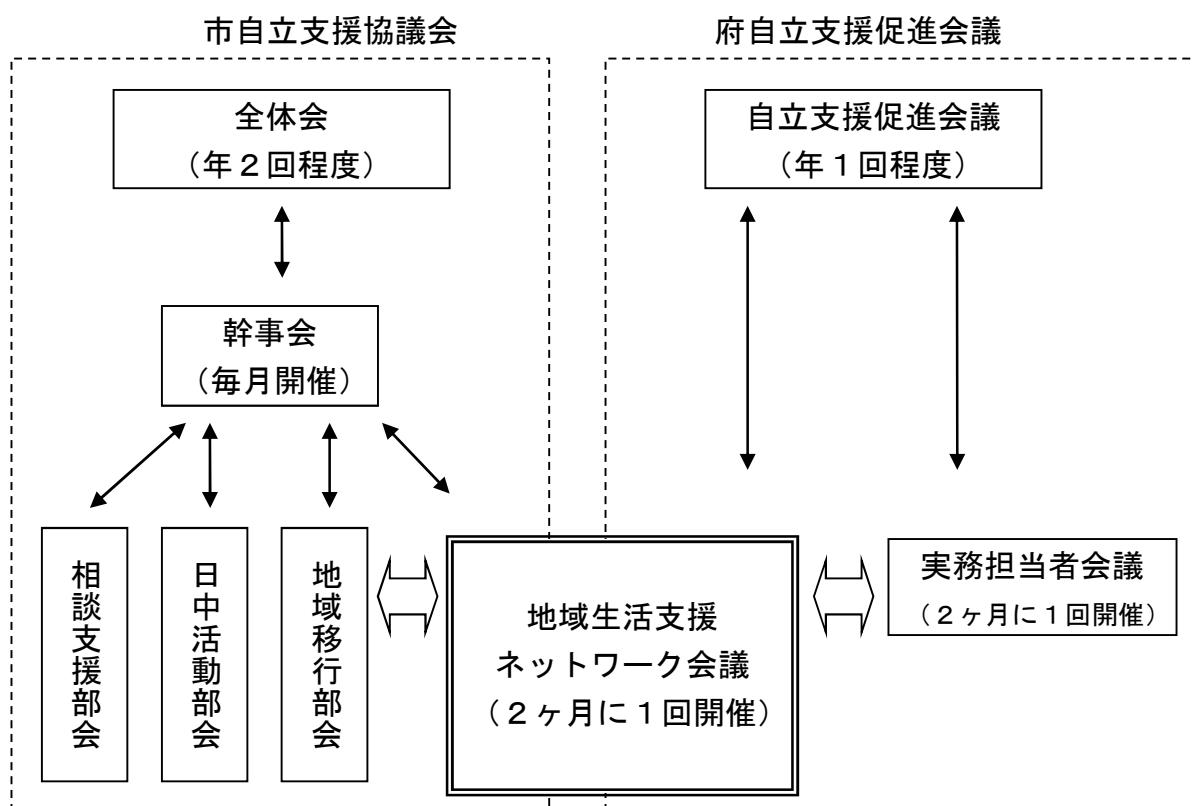 市自立支援協議会
府自立支援促進会議
全体会
（年２回程度）
自立支援促進会議
（年１回程度）
幹事会
（毎月開催）
相談支援部会
日中活動部会
地域移行部会
地域生活支援
ネットワーク会議
（２ヶ月に１回開催）
実務担当者会議
（２ヶ月に１回開催）